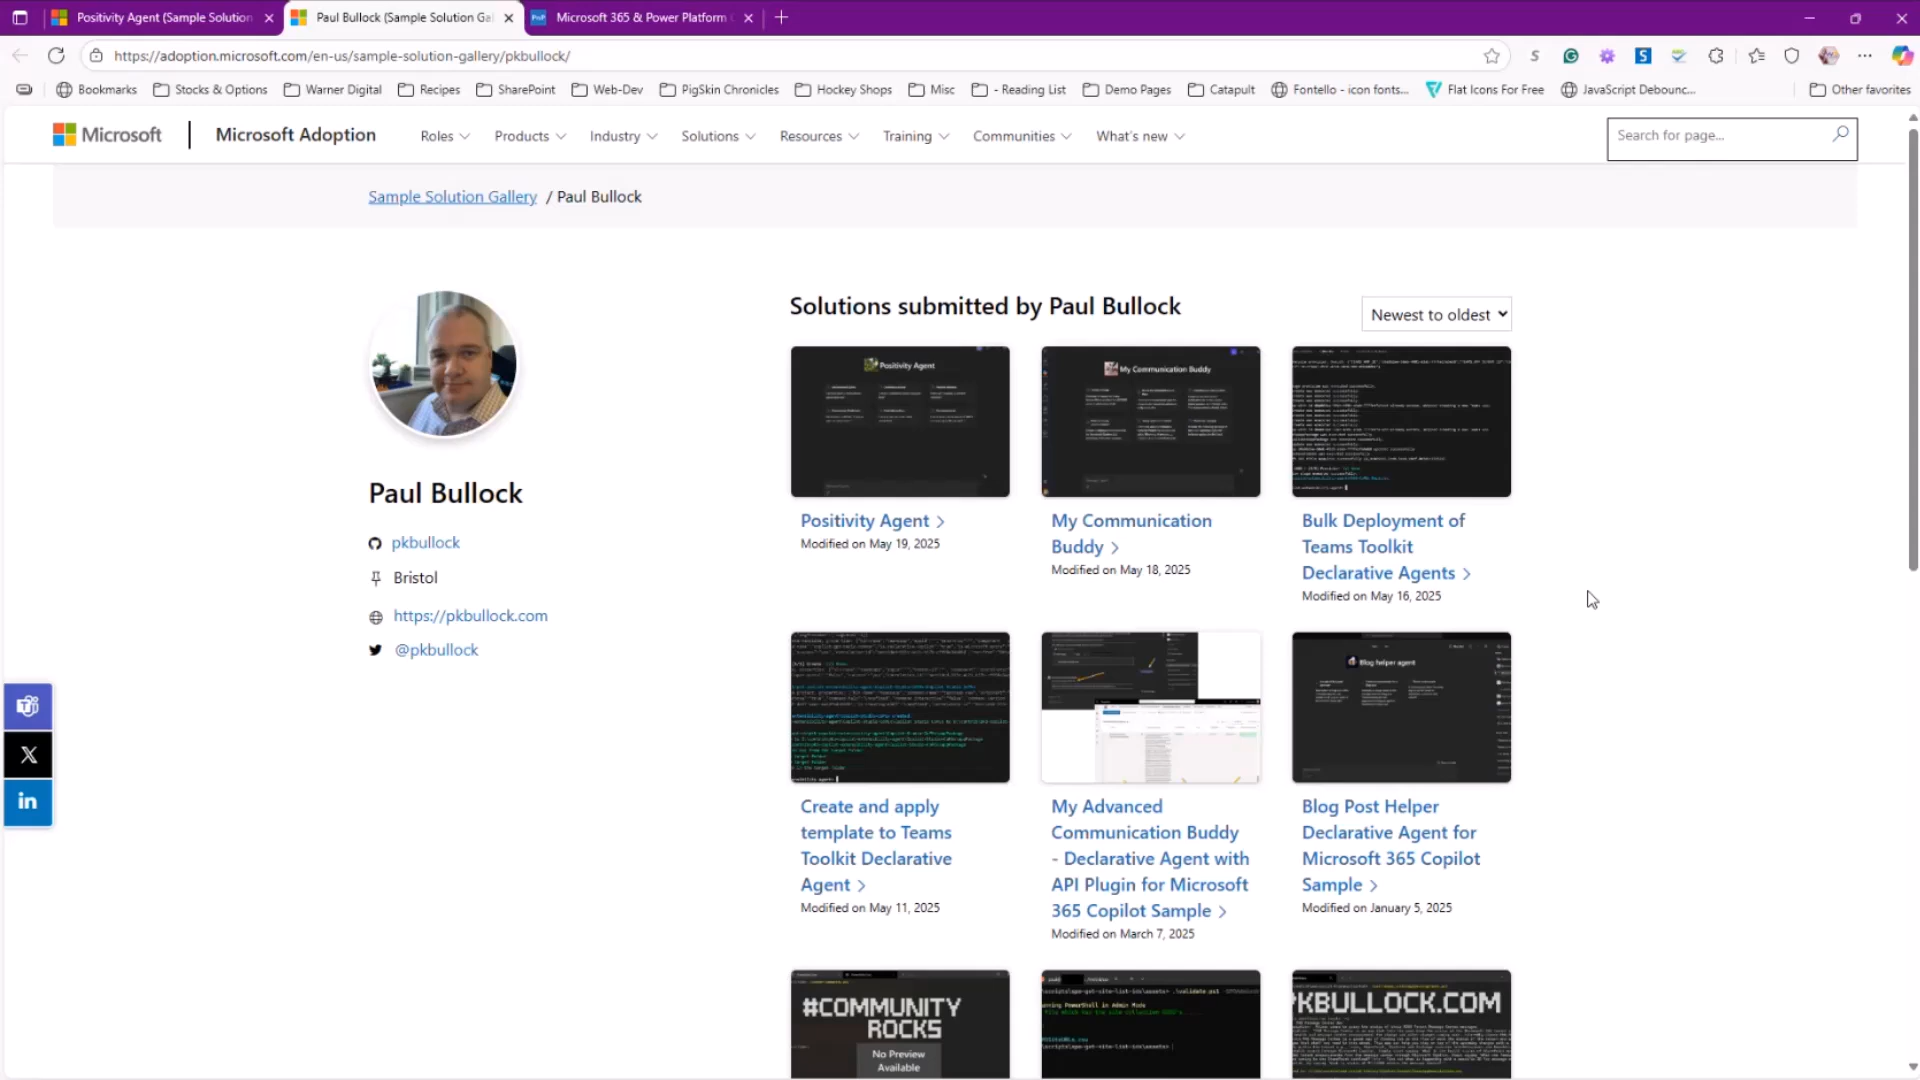 Positivity Agent (Sample Solution
Paul Bullock (Sample Solution Ga
Microsoft 365 & Power Platform
https://adoption.microsoft.com/en-us/sample-solution-gallery/pkbullock/
Bookmarks
Stocks & Options
Warner Digital
Recipes
SharePoint
Web-Dev
PigSkin Chronicles
Hockey Shops
Misc
- Reading List
Demo Pages
Catapult
Fontello - icon fonts...
Flat Icons For Free
JavaScript Debounc...
Other favorites
Microsoft
Microsoft Adoption
Roles
Products
Industry
Solutions
Resources
Training
Communities
What's new
Search for page...
Sample Solution Gallery / Paul Bullock
Paul Bullock
pkbullock
Bristol
https://pkbullock.com
@pkbullock
Solutions submitted by Paul Bullock
Newest to oldest
Positivity Agent
My Communication Buddy
Positivity Agent >
Modified on May 19, 2025
My Communication
Buddy >
Modified on May 18, 2025
Bulk Deployment of
Teams Toolkit
Declarative Agents >
Modified on May 16, 2025
Blog helper agent
Create and apply
template to Teams
Toolkit Declarative
Agent >
Modified on May 11, 2025
My Advanced
Communication Buddy
- Declarative Agent with
API Plugin for Microsoft
365 Copilot Sample >
Modified on March 7, 2025
Blog Post Helper
Declarative Agent for
Microsoft 365 Copilot
Sample >
Modified on January 5, 2025
#COMMUNITY
ROCKS
No Preview
Available
PKBULLOCK.COM